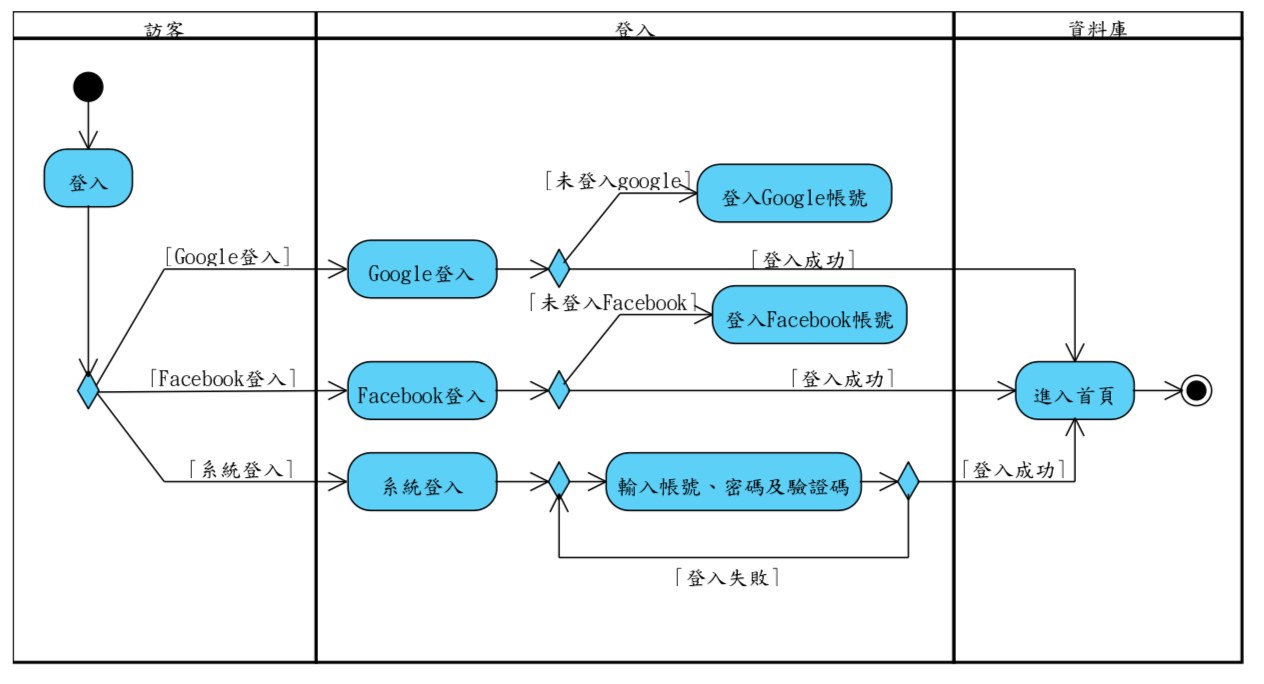 訪客
登入
資料庫
登入
[未登入google]
登入Google帳號
[Google登入]
Google登入
[登入成功]
[未登入Facebook]
登入Facebook帳號
[Facebook登入]
Facebook登入
[登入成功]
進入首頁
[系統登入]
系統登入
輸入帳號、密碼及驗證碼
[登入成功]
[登入失敗]